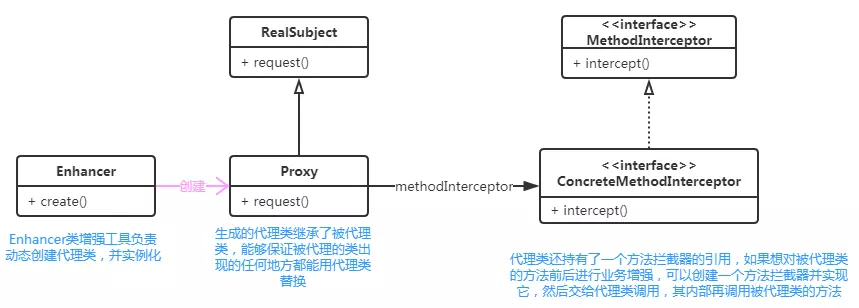 RealSubject
+ request()
<<interface>>
MethodInterceptor
+ intercept()
Enhancer
+ create()
创建
Proxy
+ request()
methodInterceptor
<<interface>>
ConcreteMethodInterceptor
+ intercept()
Enhancer类增强工具负责
动态创建代理类，并实例化
生成的代理类继承了被代理
类，能够保证被代理的类出
现的任何地方都能用代理类
替换
代理类还持有了一个方法拦截器的引用，如果想对被代理类
的方法前后进行业务增强，可以创建一个方法拦截器并实现
它，然后交给代理类调用，其内部再调用被代理类的方法